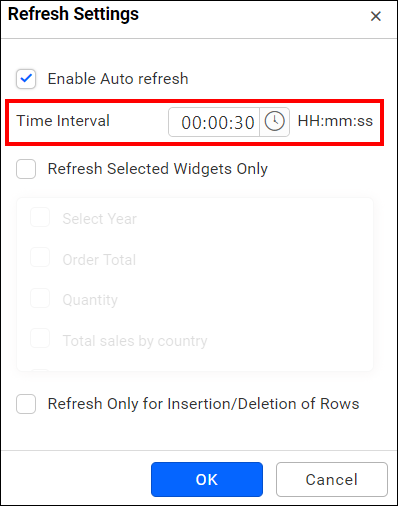 Refresh Settings
Enable Auto refresh
Time Interval 00:00:30 HH:mm:ss
Refresh Selected Widgets Only
Select Year
Order Total
Quantity
Total sales by country
Refresh Only for Insertion/Deletion of Rows
OK Cancel